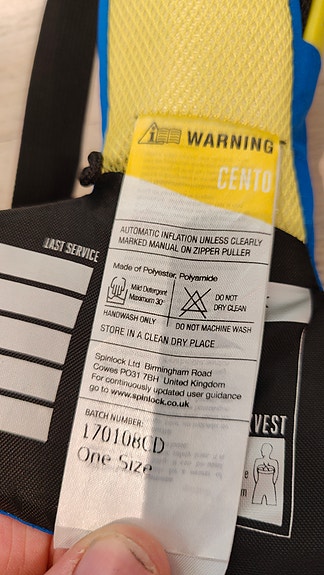 WARNING
CENTO
LAST SERVICE
AUTOMATIC INFLATION UNLESS CLEARLY
MARKED MANUAL ON ZIPPER PULLER
Made of Polyester, Polyamide
Mild Detergent
Maximum 30°
DO NOT
DRY CLEAN
HANDWASH ONLY
DO NOT MACHINE WASH
STORE IN A CLEAN DRY PLACE
Spinlock Ltd Birmingham Road
Cowes PO31 7BH United Kingdom
For continuously updated user guidance
go to www.spinlock.co.uk
BATCH NUMBER:
170108CD
One Size
VEST